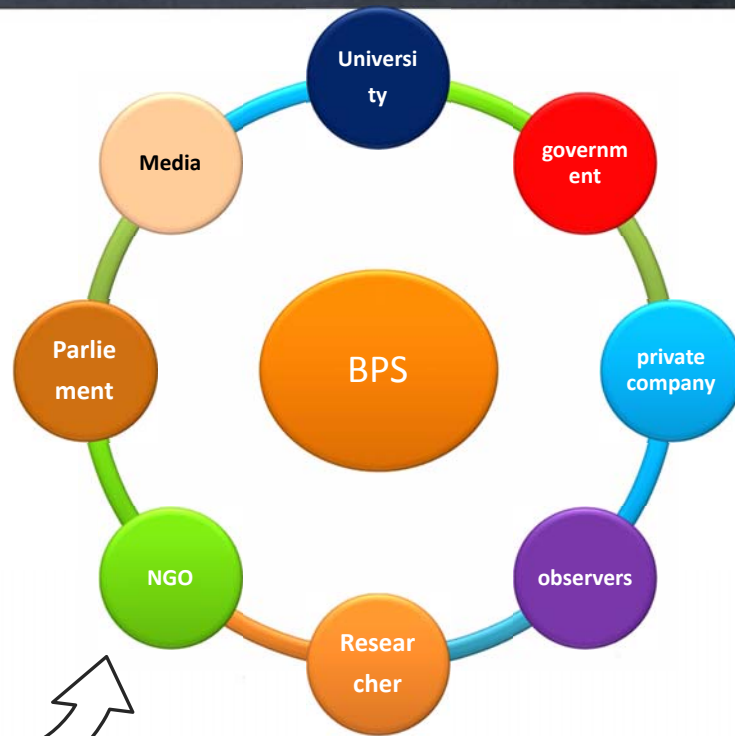 Universi
ty
governm
ent
Media
BPS
private
company
Parlie
ment
NGO
observers
Resear
cher